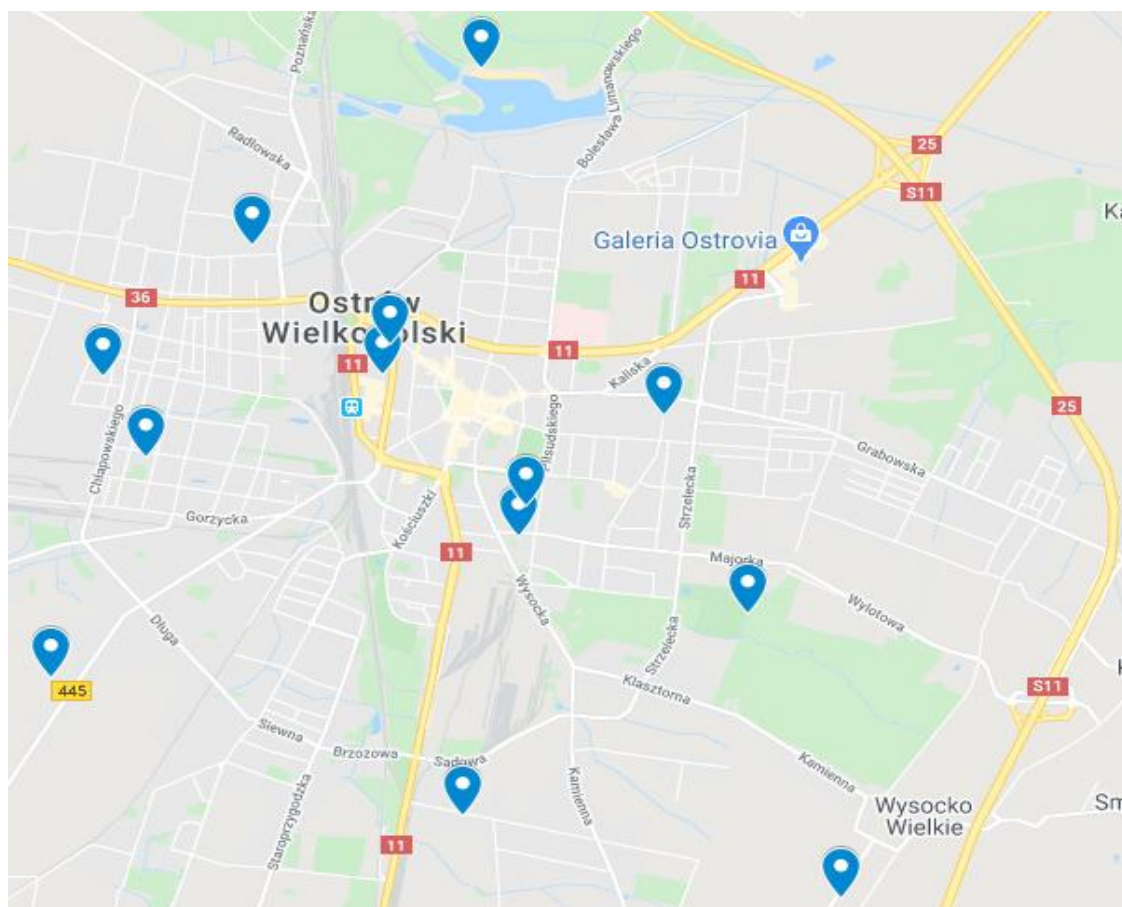 Poznańska
Bolesława Limanowskiego
Radłowska
25
S11
Galeria Ostrovia
11
36
Ostrów
Wielkopolski
11
11
Kaliska
25
Chłapowskiego
Piłsudskiego
Grabowska
Strzelecka
Gorzycka
Kościuszki
11
Majorka
Wysocka
Wylotowa
Długa
Strzelecka
Klasztorna
S11
445
Siewna
Brzozowa
Sadowa
Kamienna
Kamienna
Wysocko
Wielkie
Sm
Staroprzygodzka
11